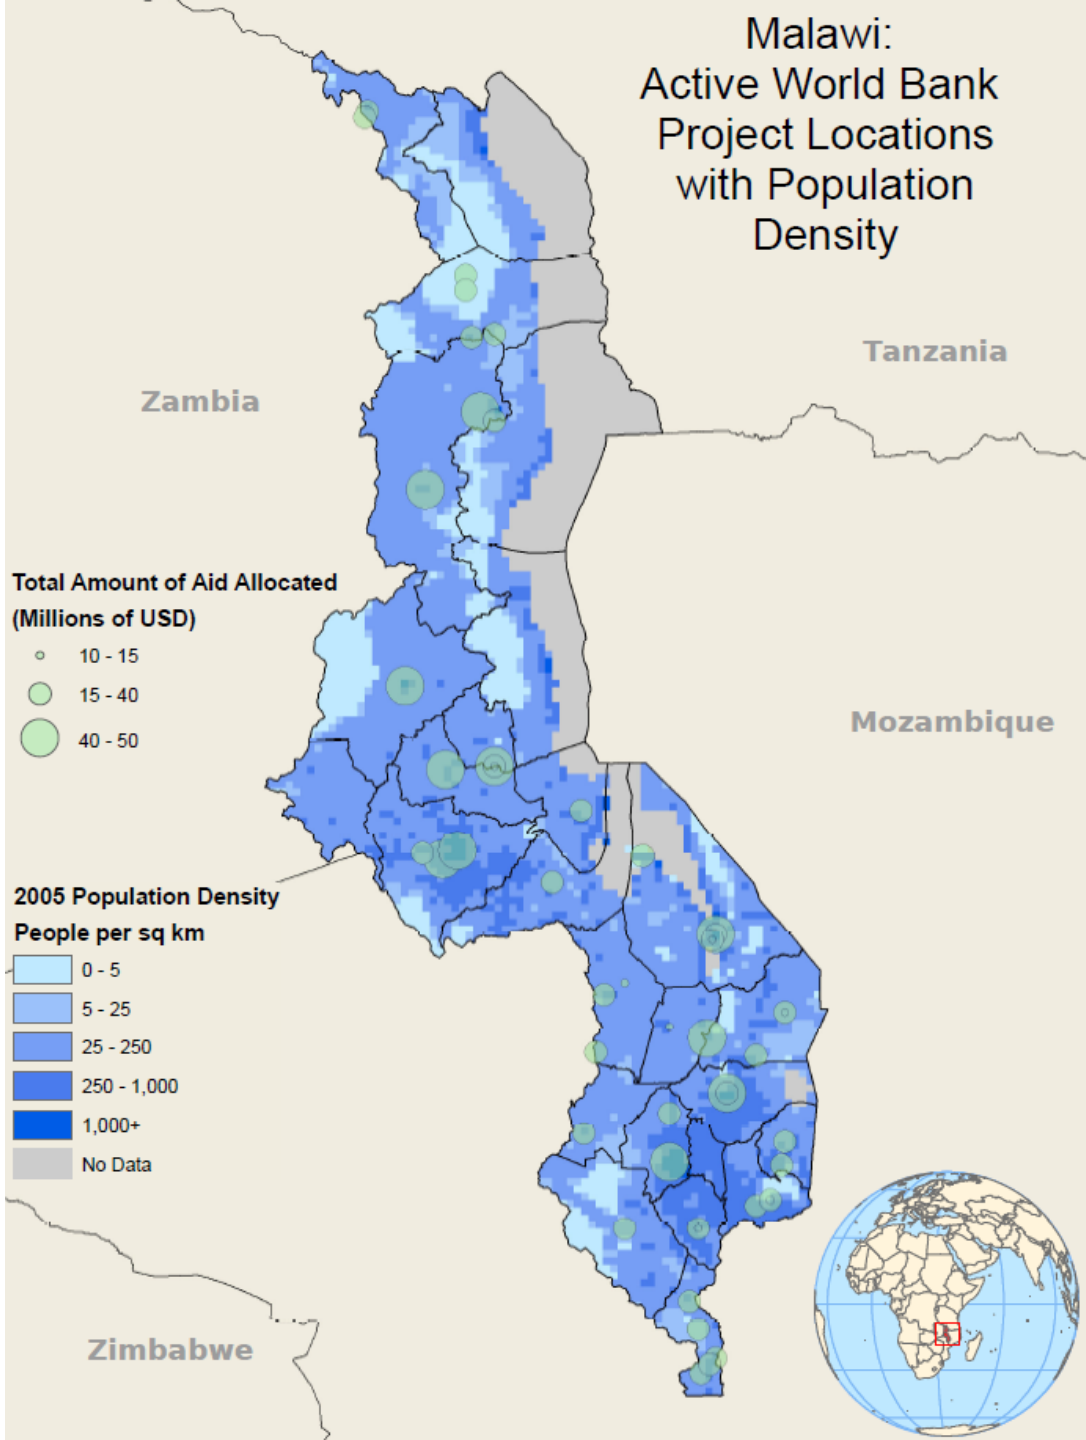 Malawi:
Active World Bank
Project Locations
with Population
Density
Tanzania
Zambia
Total Amount of Aid Allocated
(Millions of USD)
10 - 15
15 - 40
40 - 50
Mozambique
2005 Population Density
People per sq km
0 - 5
5 - 25
25 - 250
250 - 1,000
1,000+
No Data
Zimbabwe